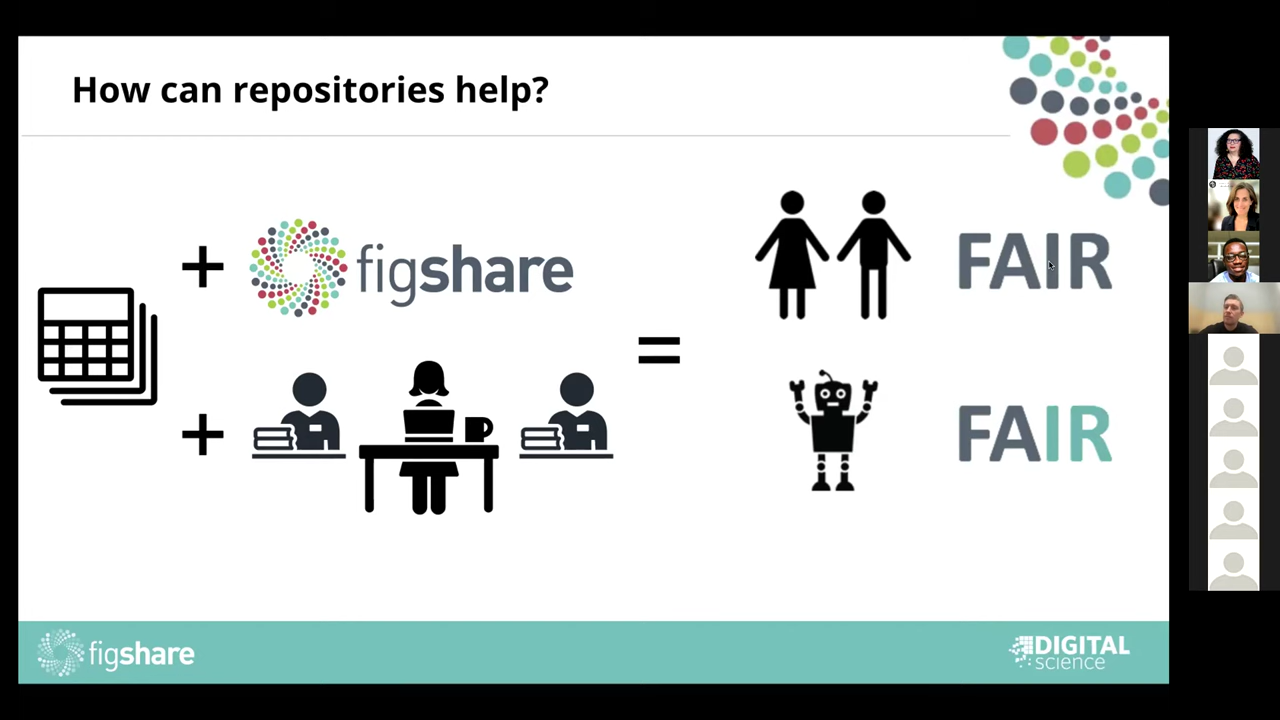 How can repositories help?
+ figshare
FAIR
+
=
FAIR
figshare
DIGITAL
science